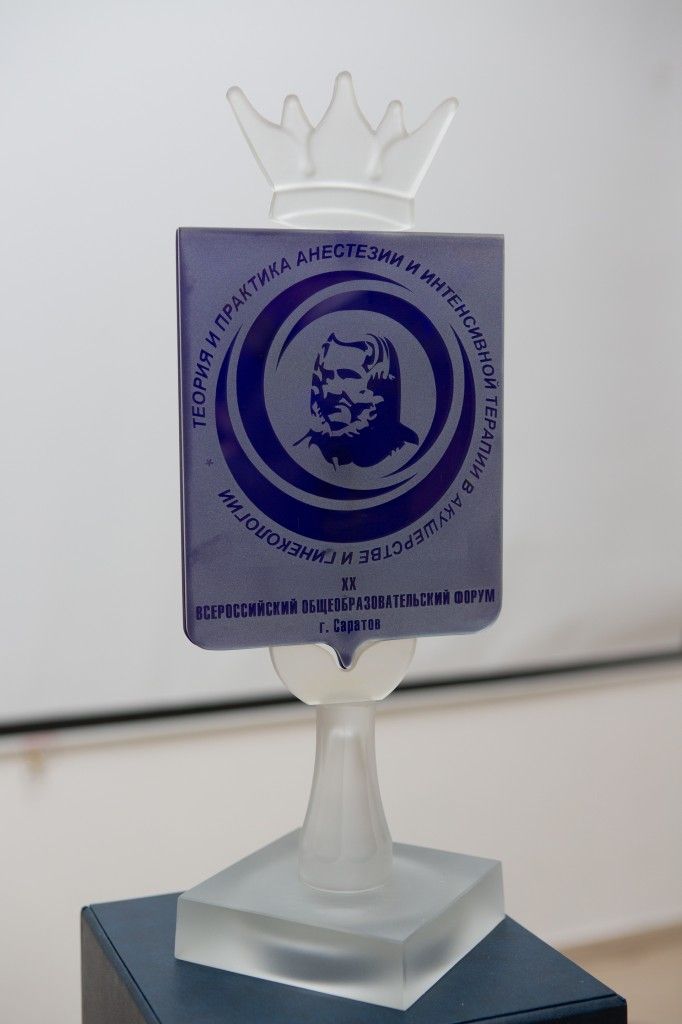 ТЕОРИЯ И ПРАКТИКА АНЕСТЕЗИИ И ИНТЕНСИВНОЙ ТЕРАПИИ В АКУШЕРСТВЕ И ГИНЕКОЛОГИИ
XX
ВСЕРОССИЙСКИЙ ОБЩЕОБРАЗОВАТЕЛЬСКИЙ ФОРУМ
г. Саратов